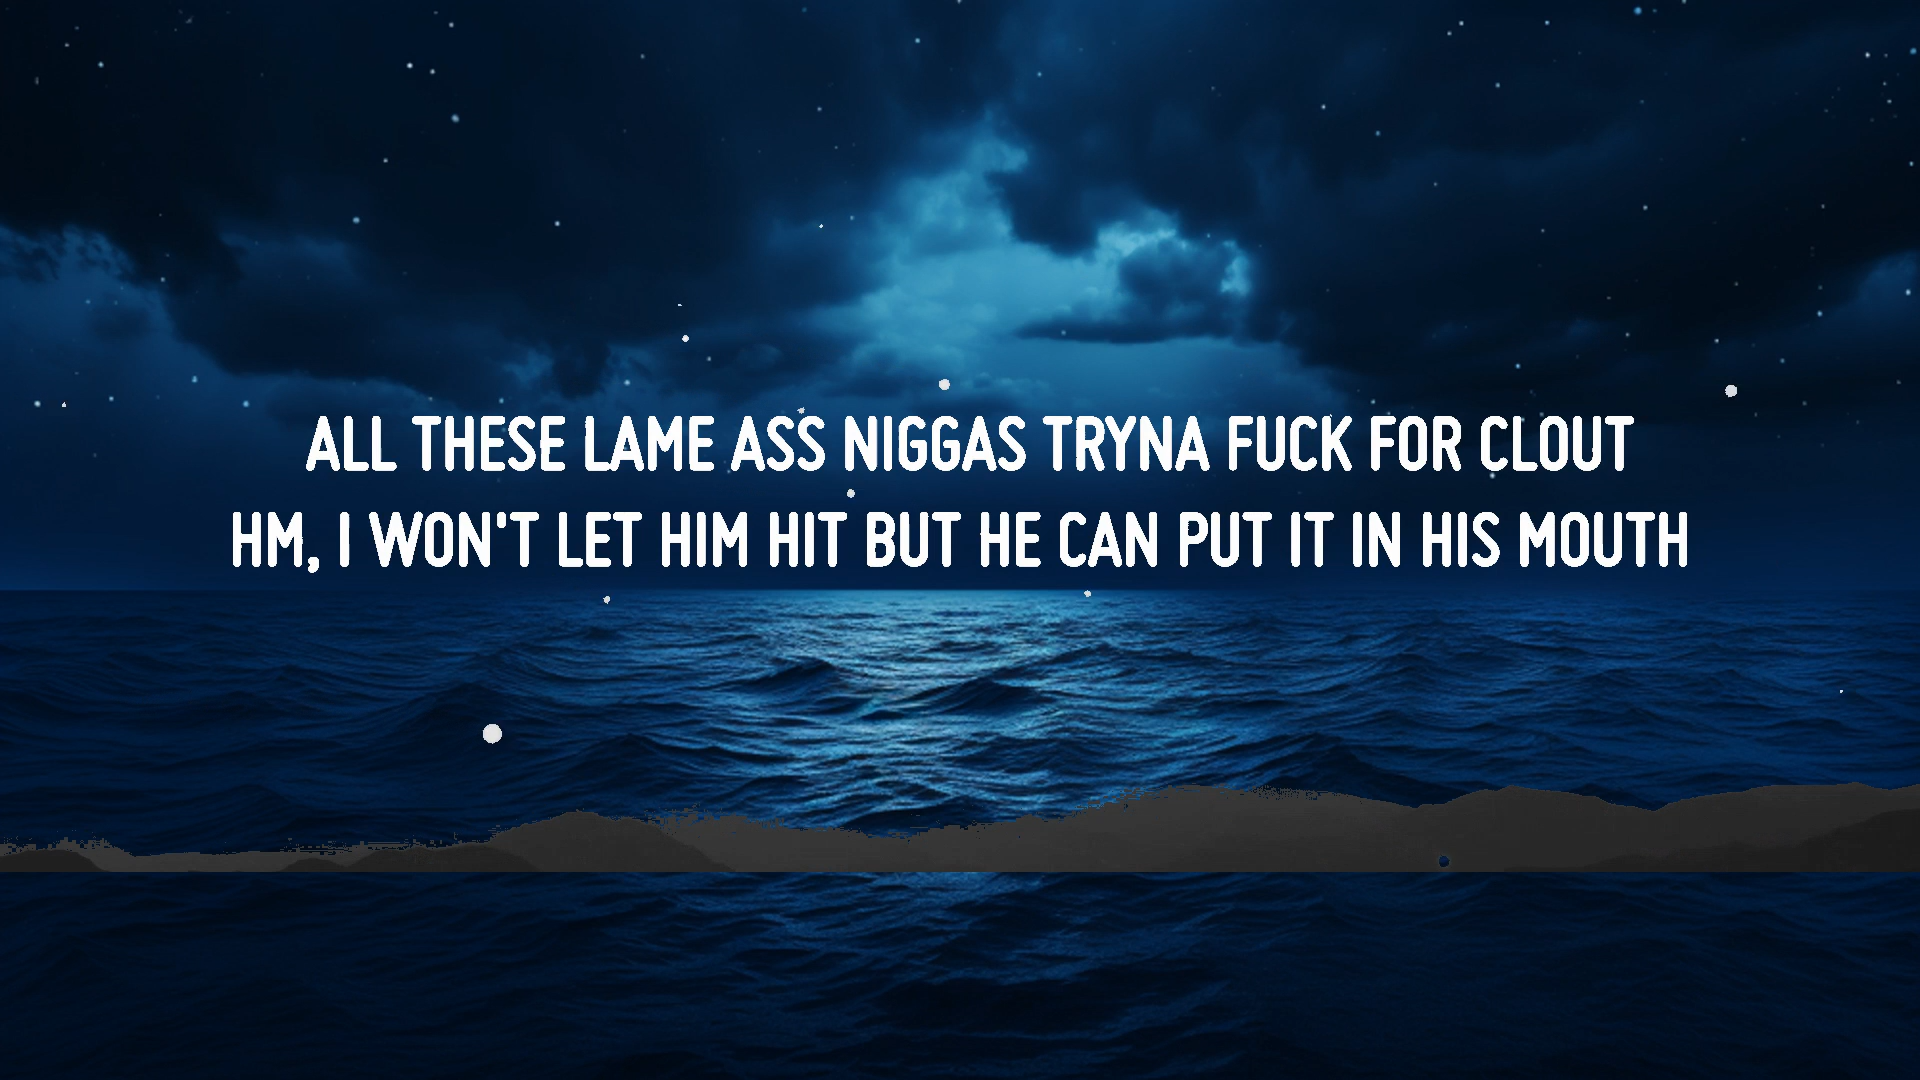 ALL THESE LAME ASS NIGGAS TRYNA FUCK FOR CLOUT
HM, I WON'T LET HIM HIT BUT HE CAN PUT IT IN HIS MOUTH